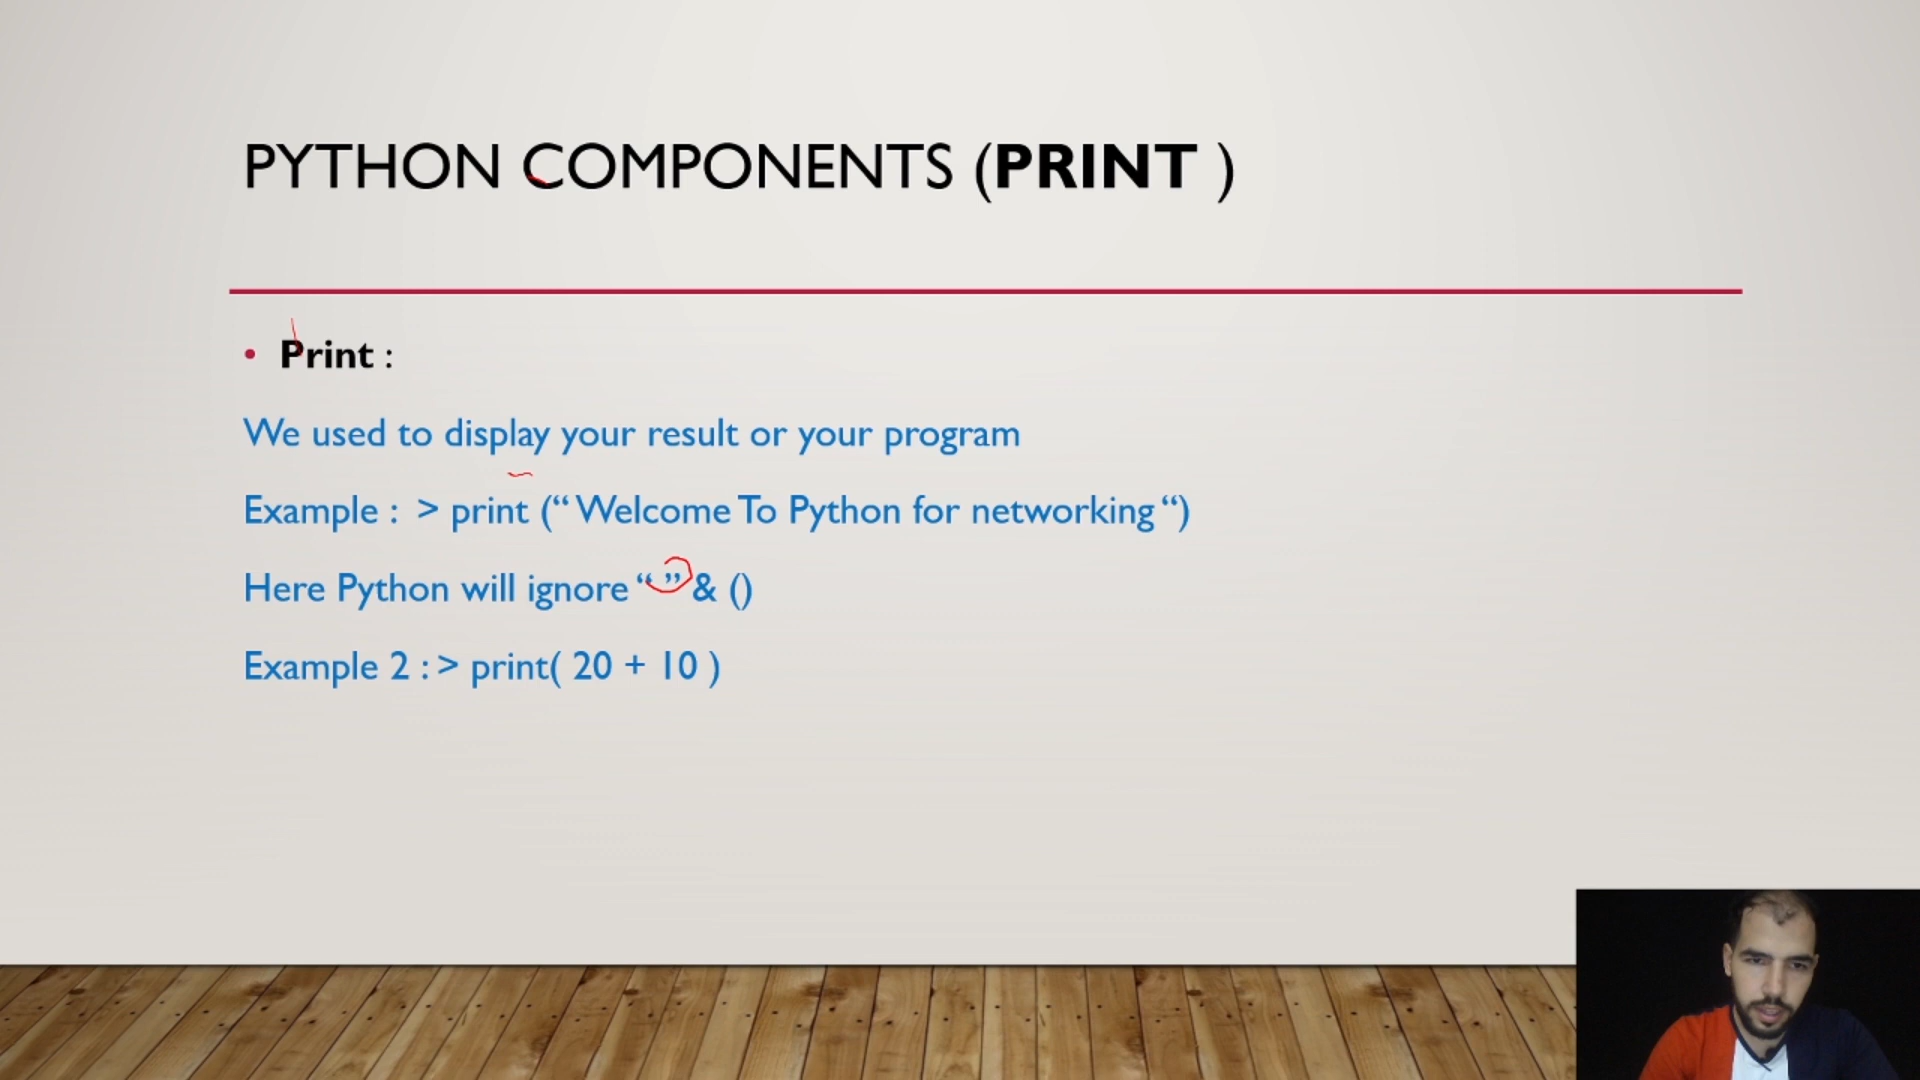 PYTHON COMPONENTS (PRINT )
• Print :
We used to display your result or your program
Example : > print (“ Welcome To Python for networking “)
Here Python will ignore “ ” & ()
Example 2 : > print( 20 + 10 )